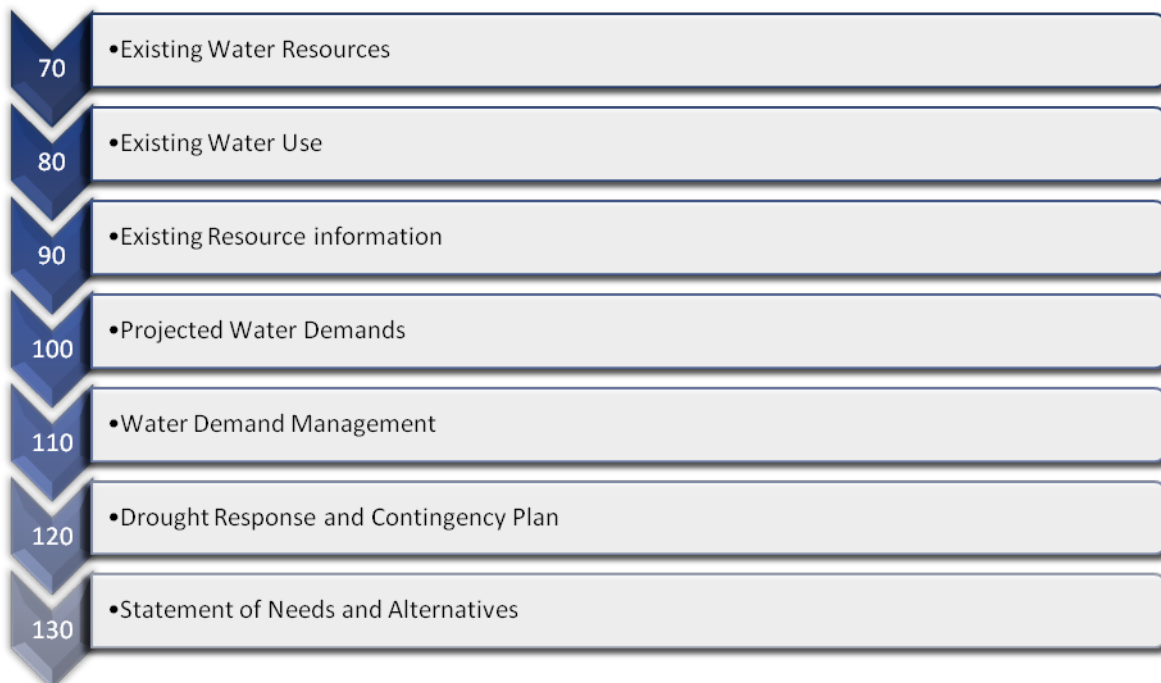 70
•Existing Water Resources
80
•Existing Water Use
90
•Existing Resource information
100
•Projected Water Demands
110
•Water Demand Management
120
•Drought Response and Contingency Plan
130
•Statement of Needs and Alternatives